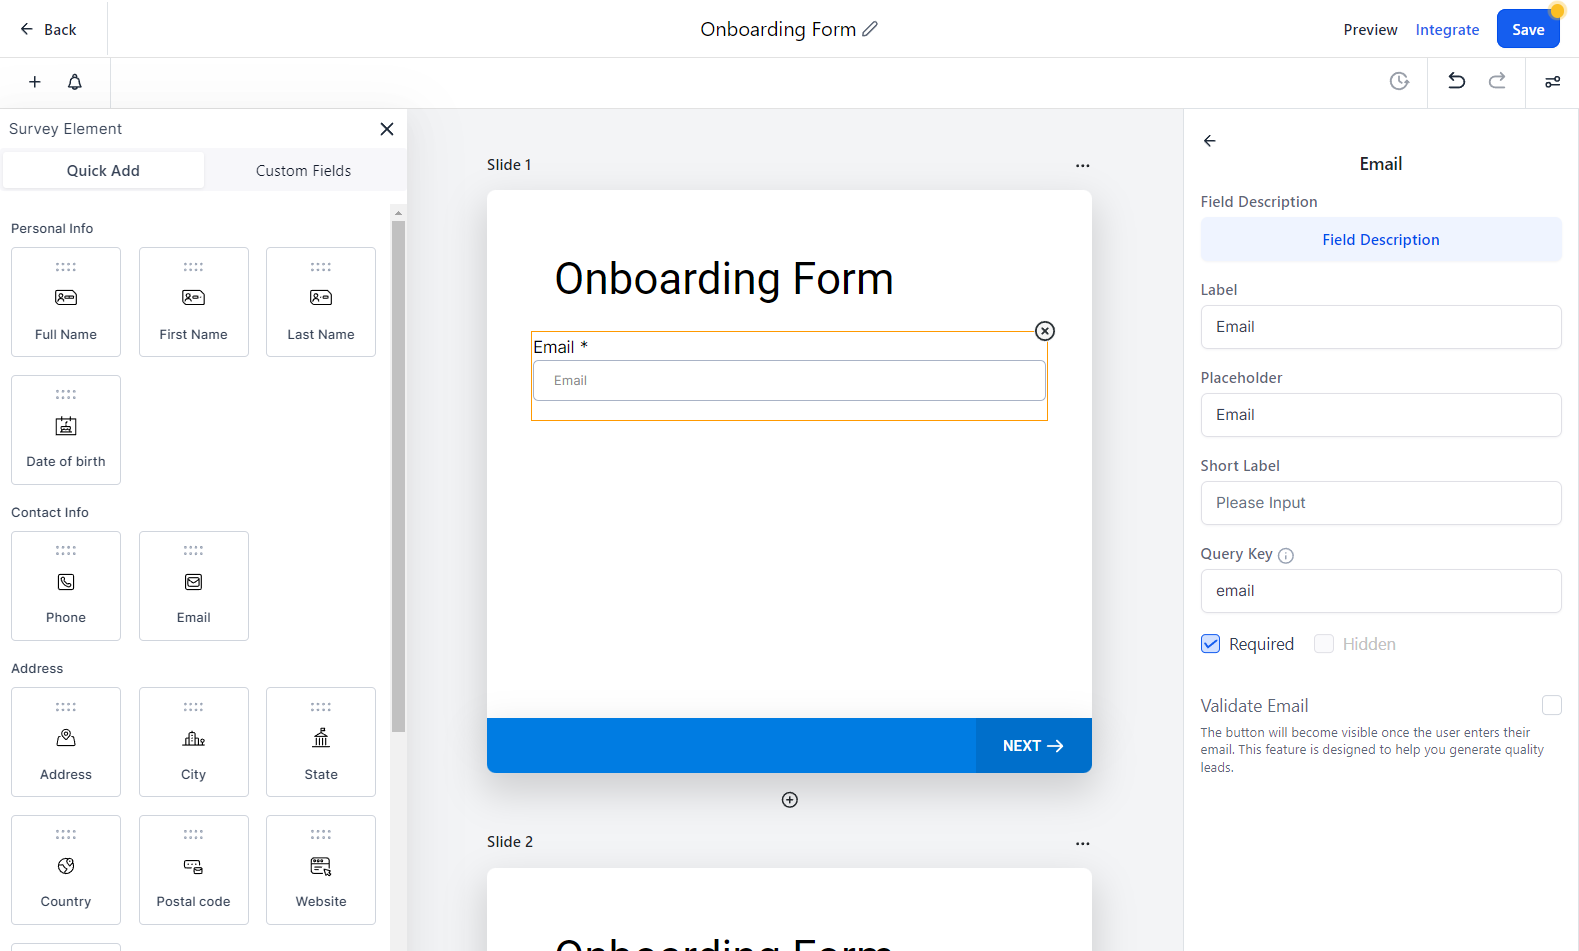 Back
Onboarding Form
Preview
Integrate
Save
Survey Element
Quick Add
Custom Fields
Personal Info
Full Name
First Name
Last Name
Date of birth
Contact Info
Phone
Email
Address
Address
City
State
Country
Postal code
Website
Slide 1
Onboarding Form
Email *
Email
NEXT
Slide 2
Onboarding Form
Email
Field Description
Field Description
Label
Email
Placeholder
Email
Short Label
Please Input
Query Key
email
Required
Hidden
Validate Email
The button will become visible once the user enters their
email. This feature is designed to help you generate quality
leads.